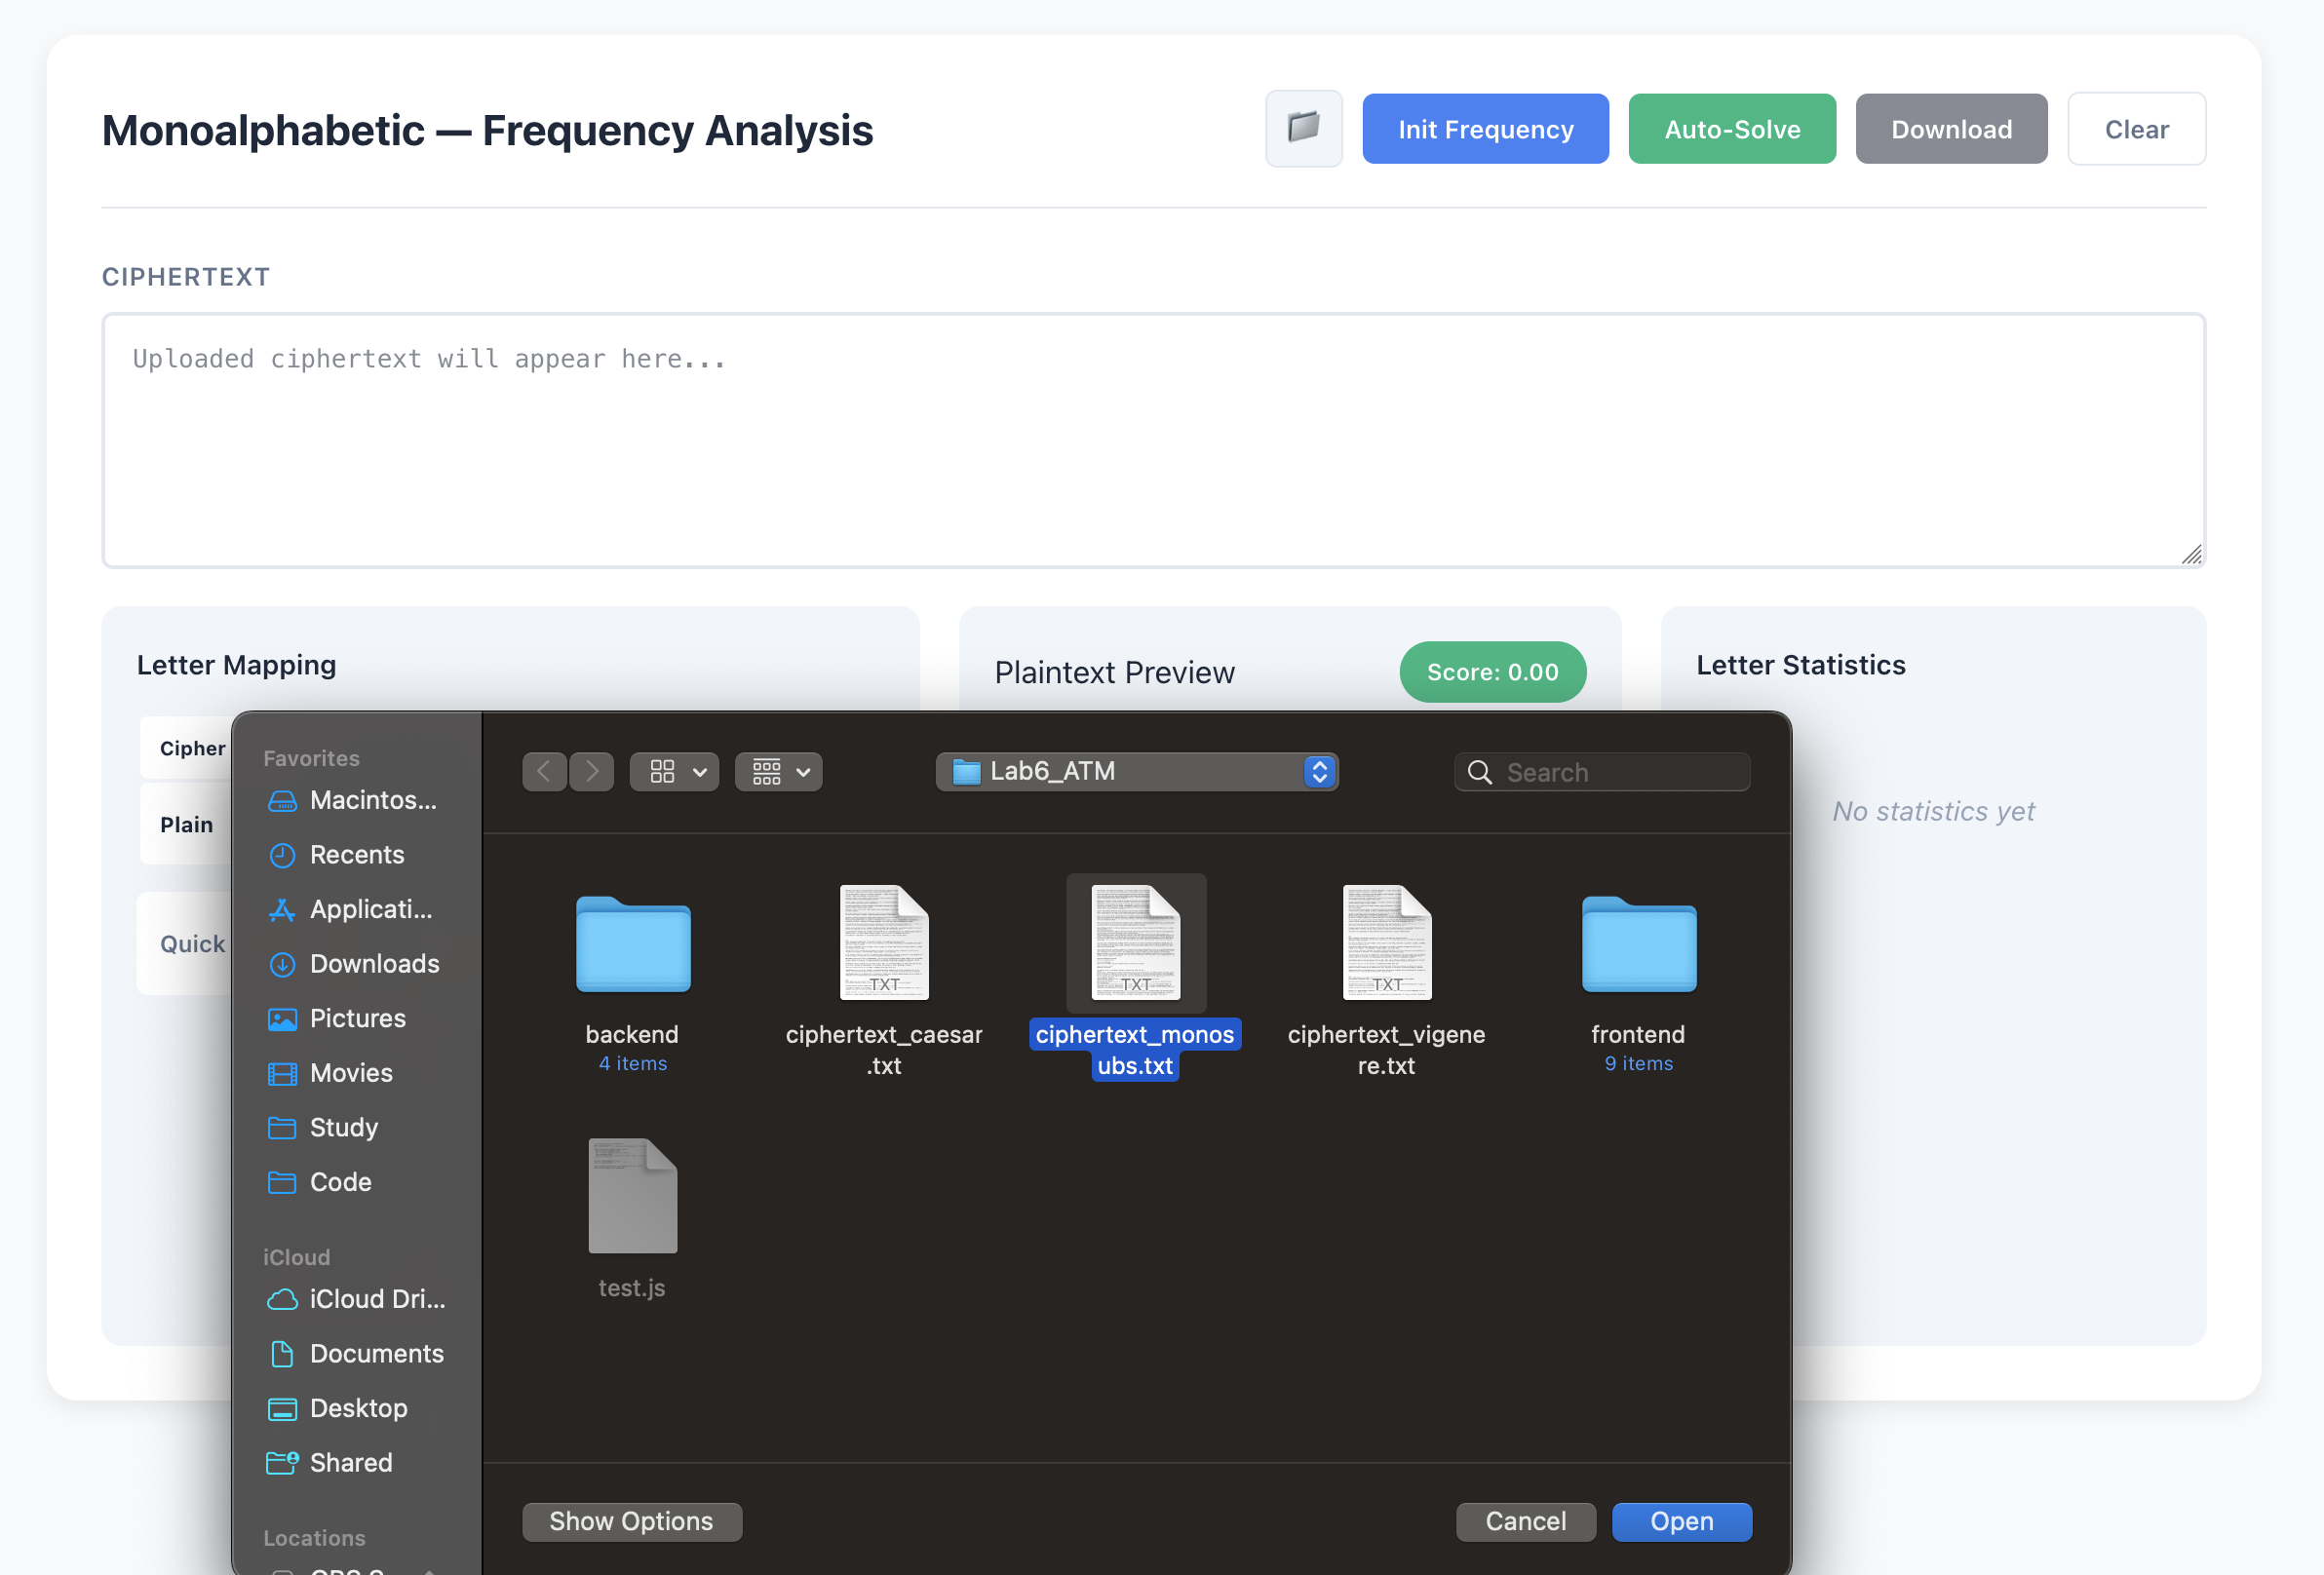 Monoalphabetic — Frequency Analysis
Init Frequency
Auto-Solve
Download
Clear
CIPHERTEXT
Uploaded ciphertext will appear here...
Letter Mapping
Cipher
Plain
Quick
Plaintext Preview
Score: 0.00
Letter Statistics
No statistics yet
Favorites
Macintos...
Recents
Applicati...
Downloads
Pictures
Movies
Study
Code
iCloud
iCloud Dri...
Documents
Desktop
Shared
Locations
Lab6_ATM
Search
backend
4 items
ciphertext_caesar
.txt
ciphertext_monos
ubs.txt
ciphertext_vigene
re.txt
frontend
9 items
TXT
TXT
TXT
test.js
Show Options
Cancel
Open